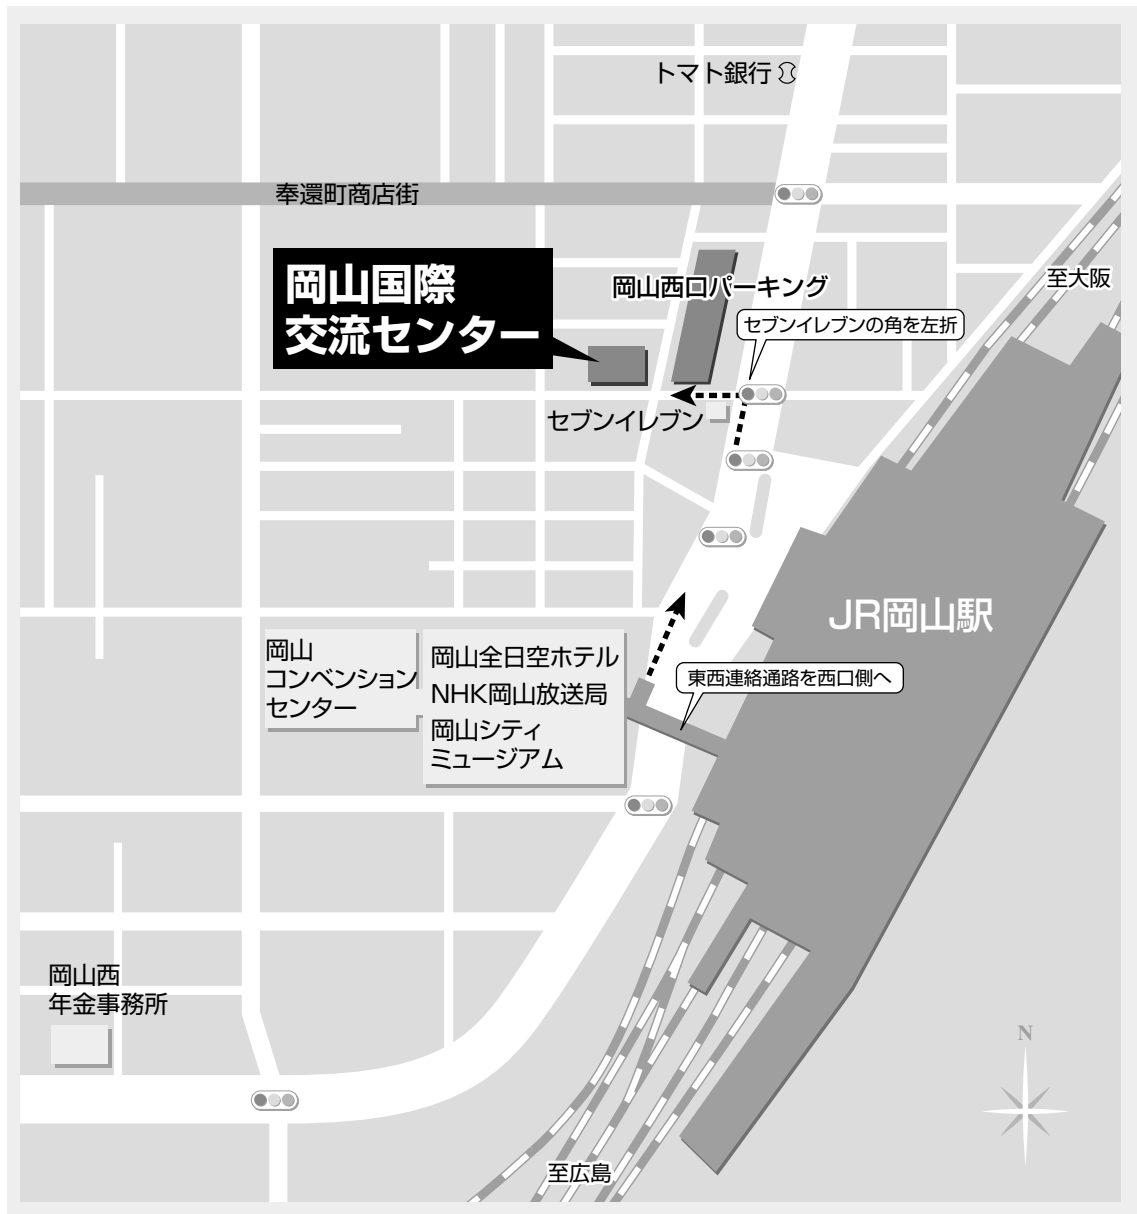 トマト銀行
奉還町商店街
岡山国際
交流センター
岡山西口パーキング
至大阪
セブンイレブンの角を左折
セブンイレブン
JR岡山駅
岡山
コンベンション
センター
岡山全日空ホテル
NHK岡山放送局
岡山シティ
ミュージアム
東西連絡通路を西口側へ
岡山西
年金事務所
N
至広島